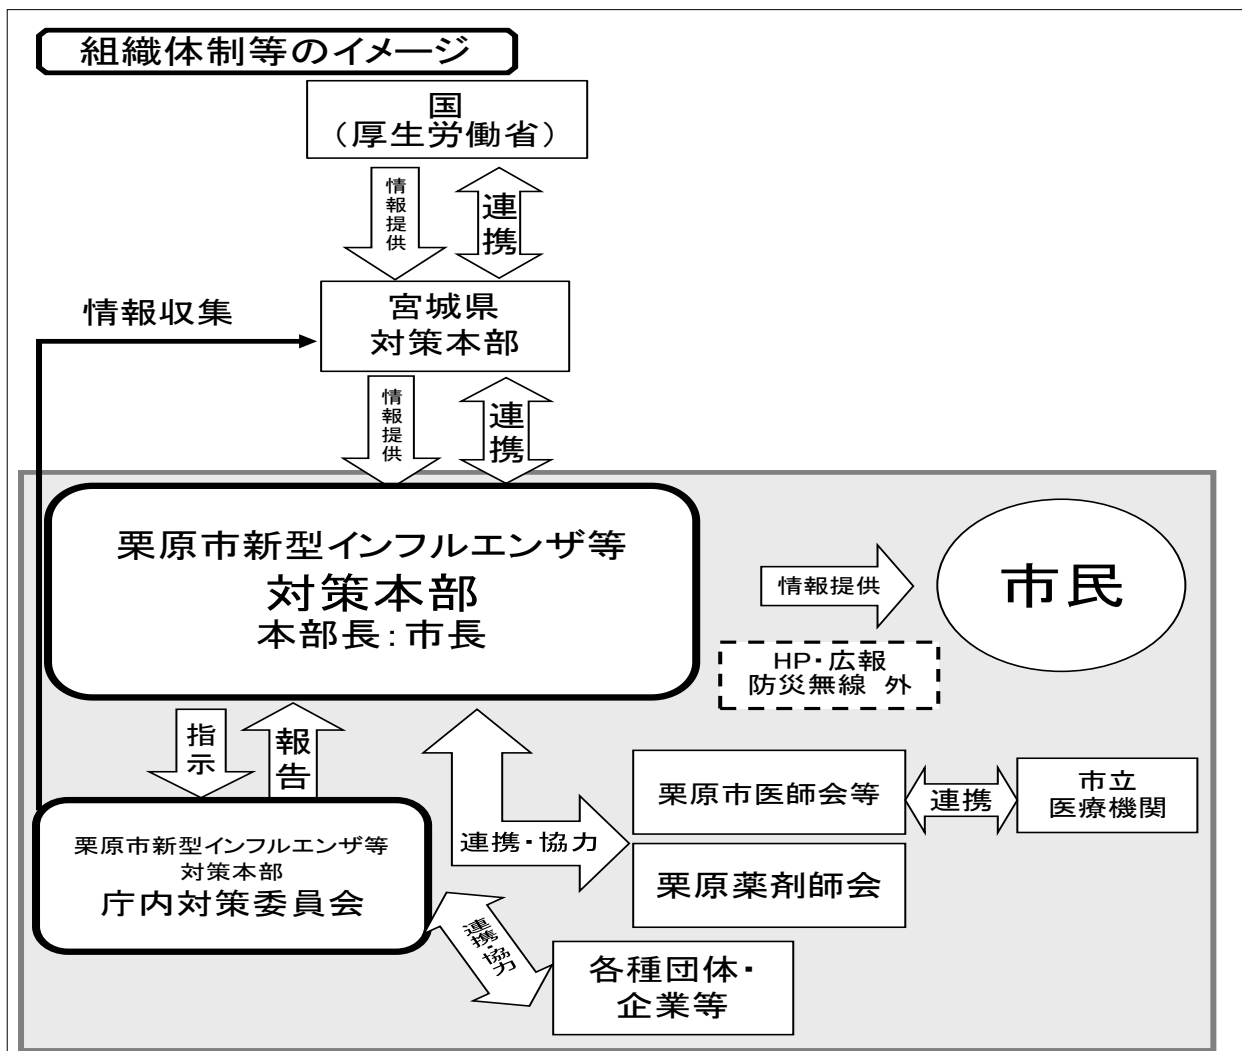 組織体制等のイメージ
国
（厚生労働省）
情報提供
連携
情報収集
宮城県
対策本部
情報提供
連携
栗原市新型インフルエンザ等
対策本部
本部長：市長
情報提供
市民
HP・広報
防災無線 外
指示
報告
連携・協力
栗原市医師会等
連携
市立
医療機関
栗原薬剤師会
栗原市新型インフルエンザ等
対策本部
庁内対策委員会
連携・協力
各種団体・
企業等